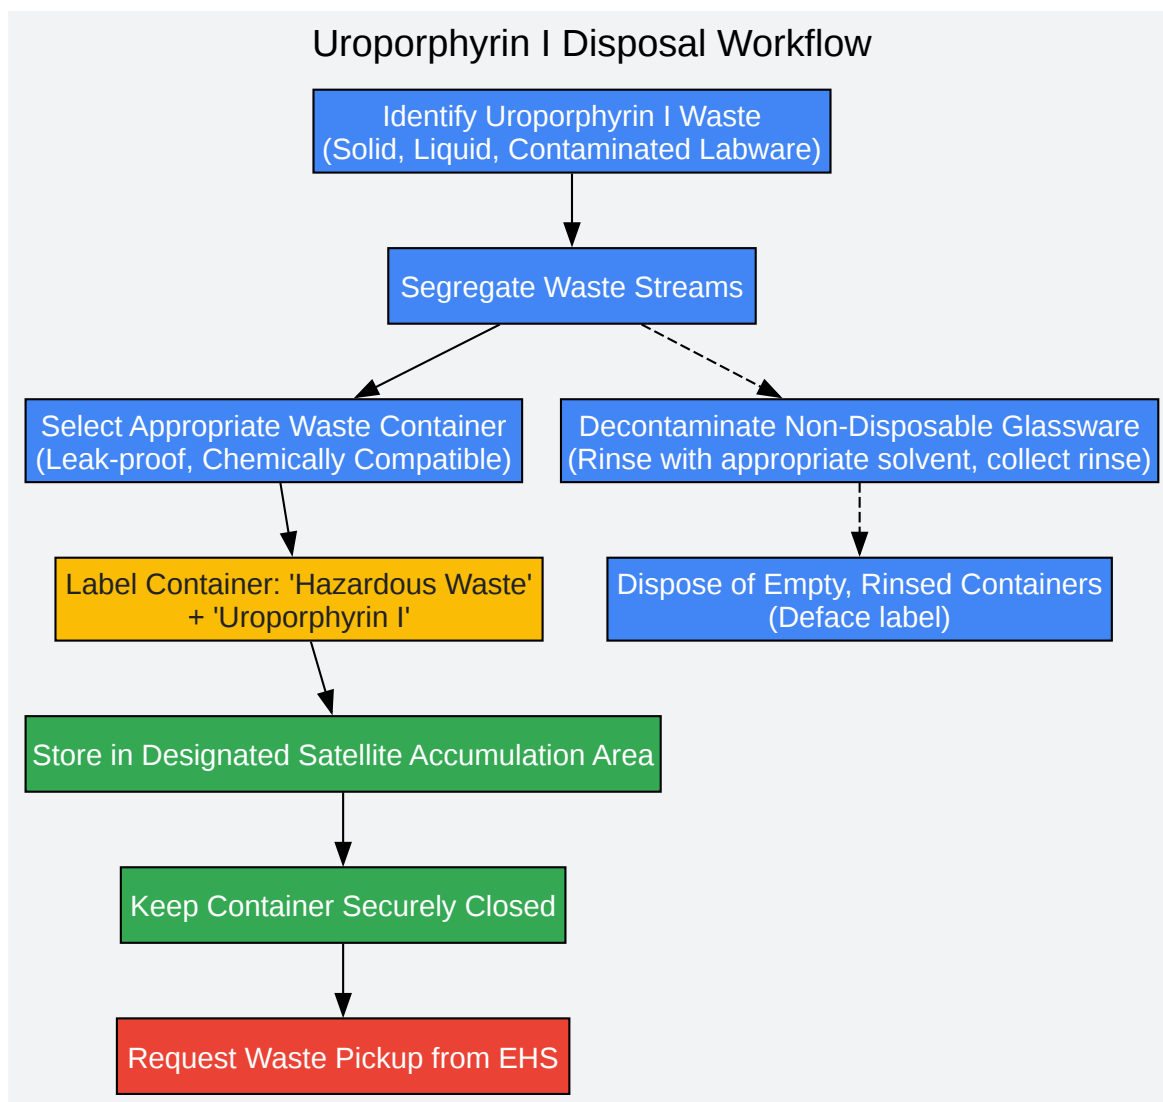 Uroporphyrin I Disposal Workflow
Identify Uroporphyrin I Waste
(Solid, Liquid, Contaminated Labware)
Segregate Waste Streams
Select Appropriate Waste Container
(Leak-proof, Chemically Compatible)
Decontaminate Non-Disposable Glassware
(Rinse with appropriate solvent, collect rinse)
Label Container: 'Hazardous Waste'
+ 'Uroporphyrin I'
Dispose of Empty, Rinsed Containers
(Deface label)
Store in Designated Satellite Accumulation Area
Keep Container Securely Closed
Request Waste Pickup from EHS